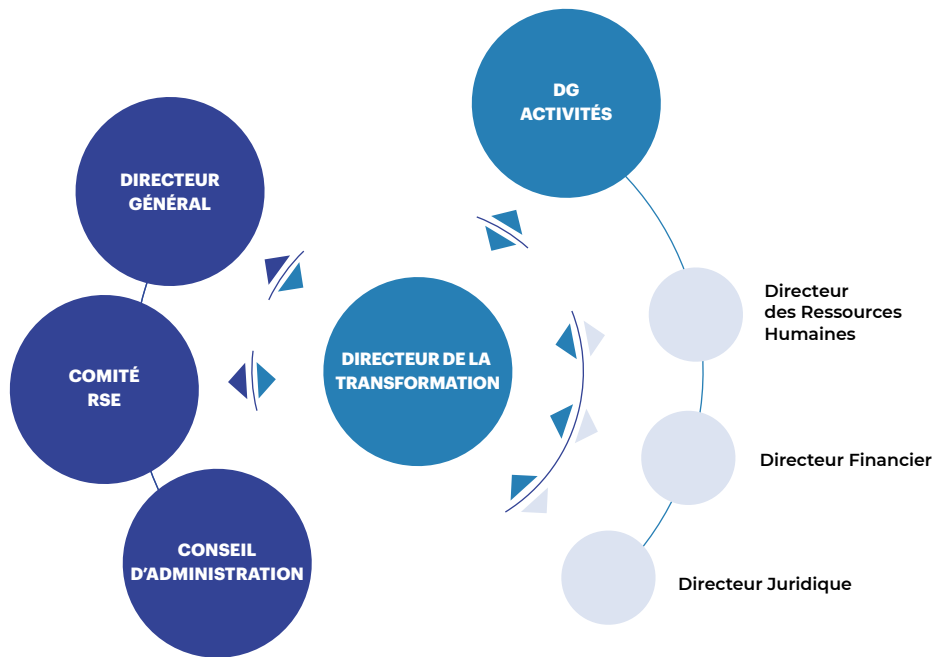 DG
ACTIVITÉS
DIRECTEUR
GÉNÉRAL
Directeur
des Ressources
Humaines
DIRECTEUR DE LA
TRANSFORMATION
COMITÉ
RSE
Directeur Financier
CONSEIL
D'ADMINISTRATION
Directeur Juridique